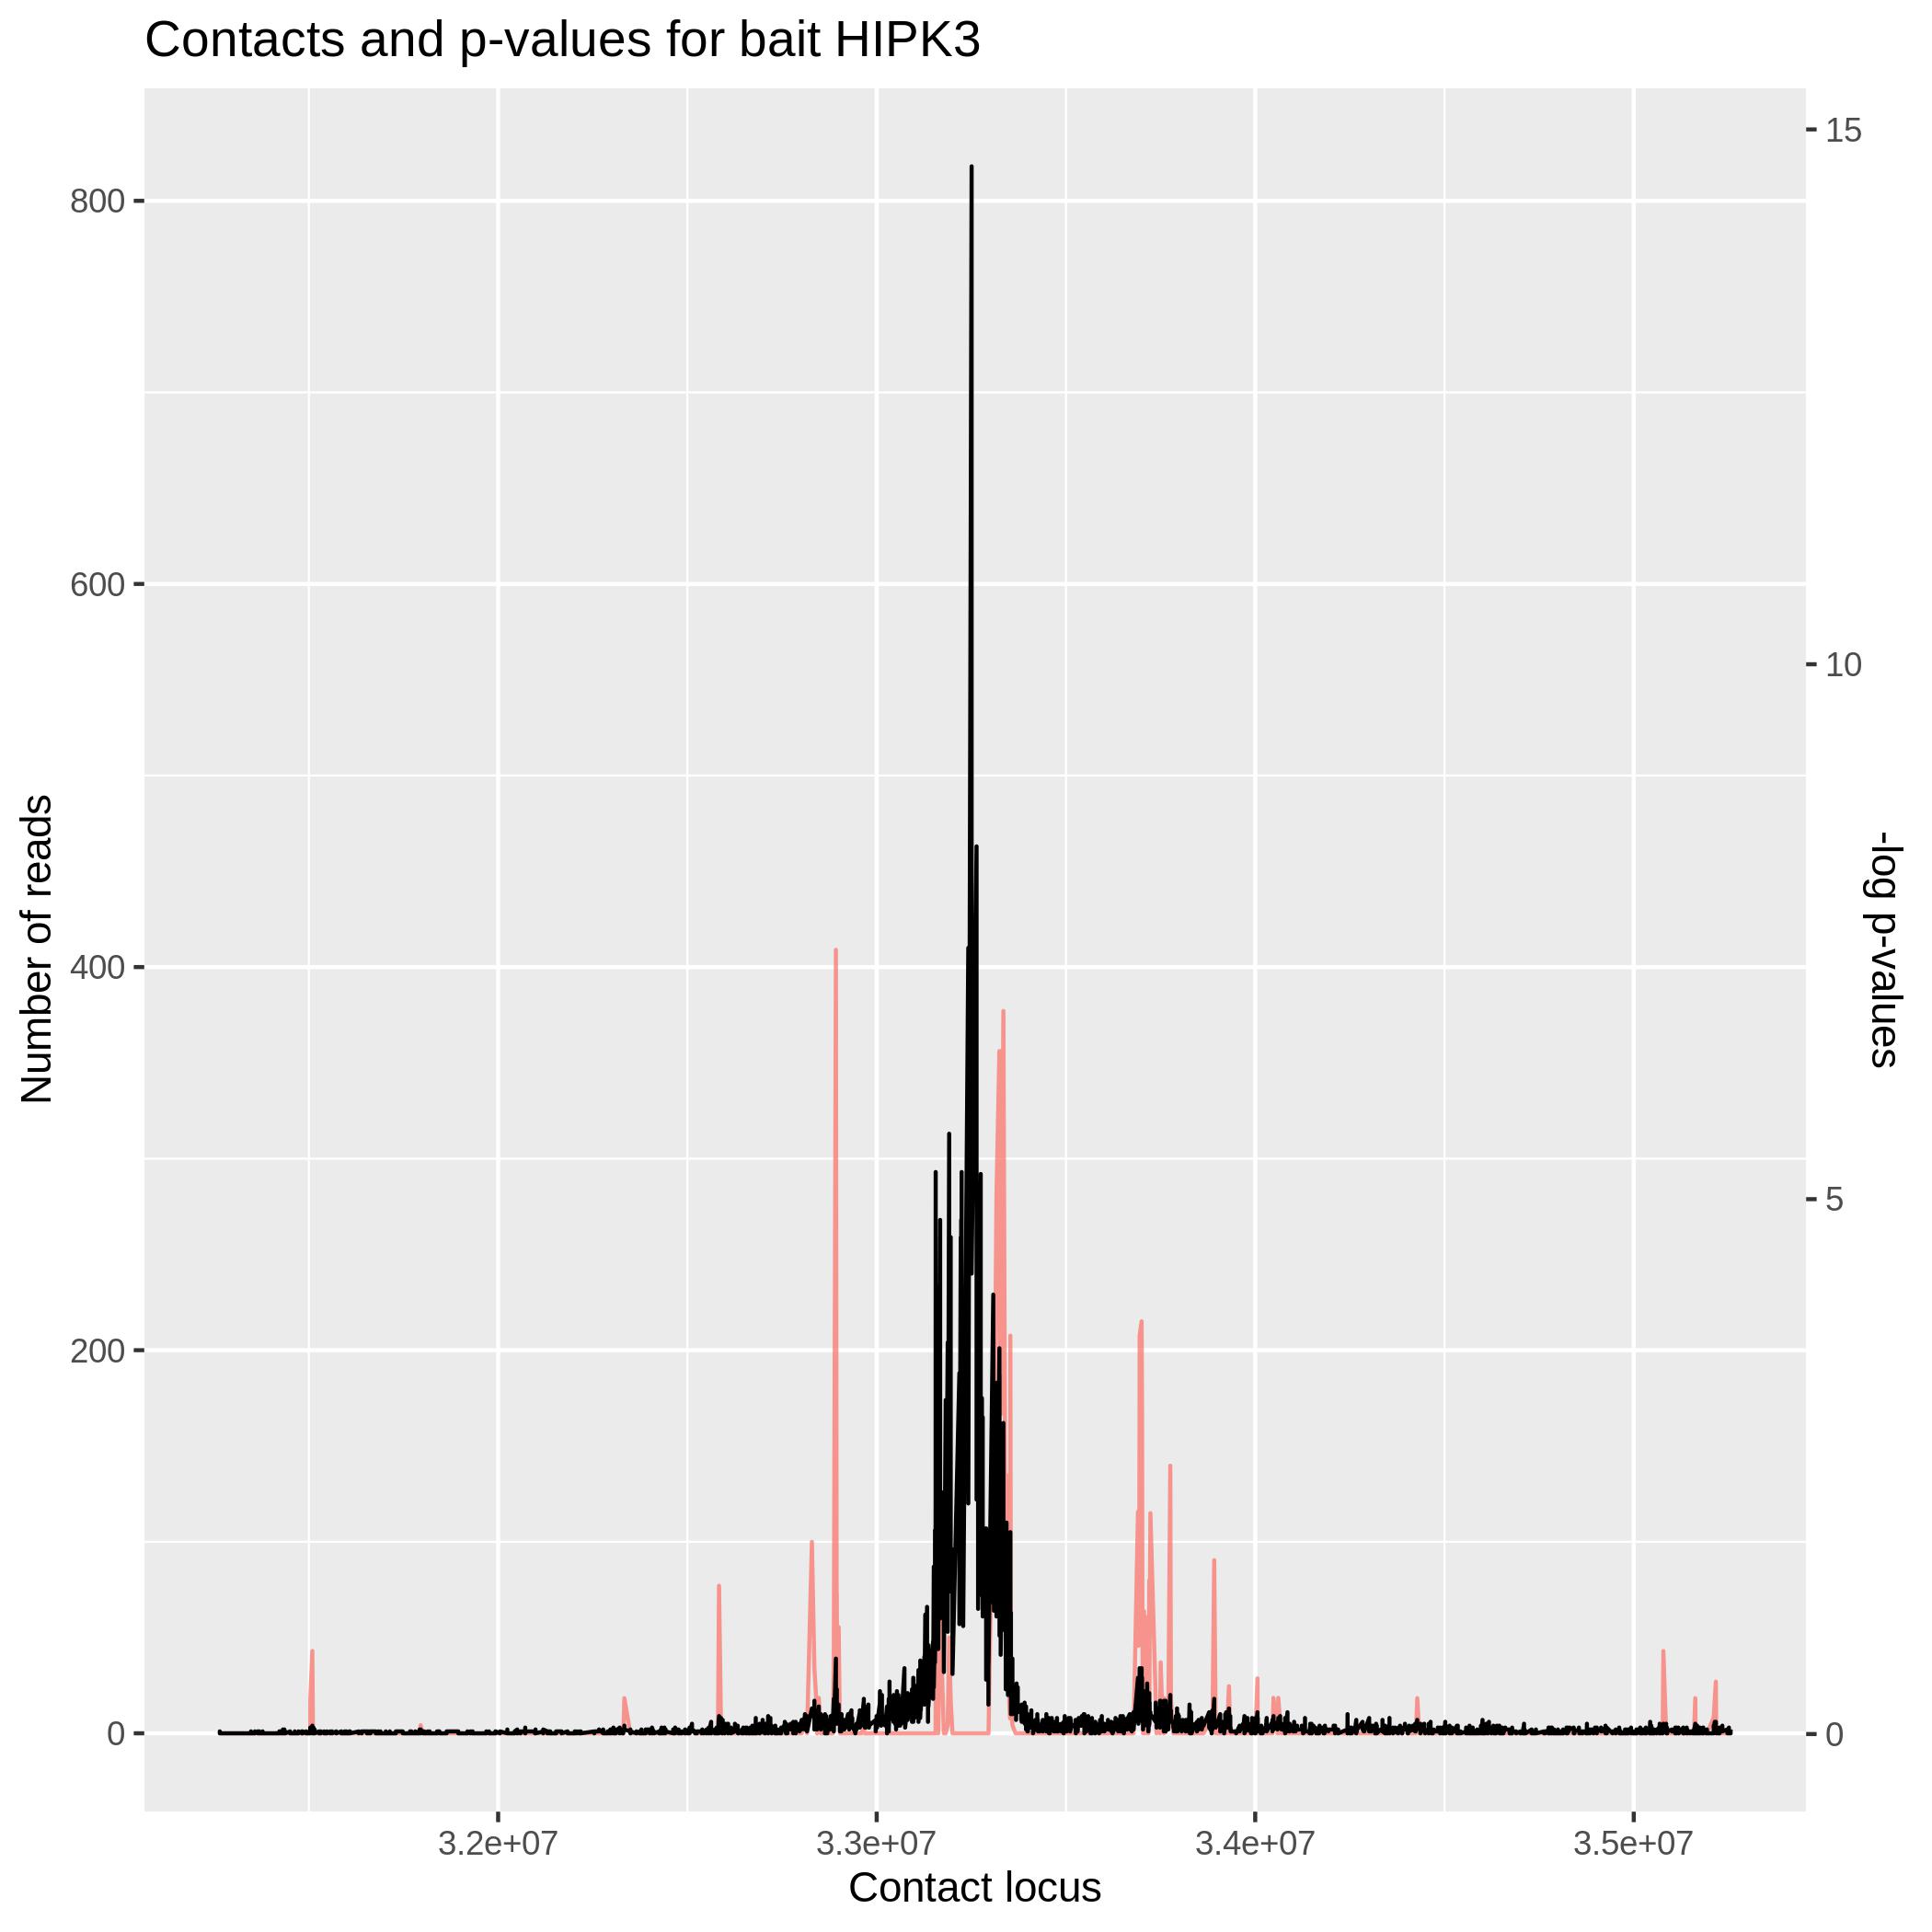 Contacts and p-values for bait HIPK3
Number of reads
800
600
400
200
0
15
10
5
0
-log p-values
3.2e+07 3.3e+07 3.4e+07 3.5e+07
Contact locus